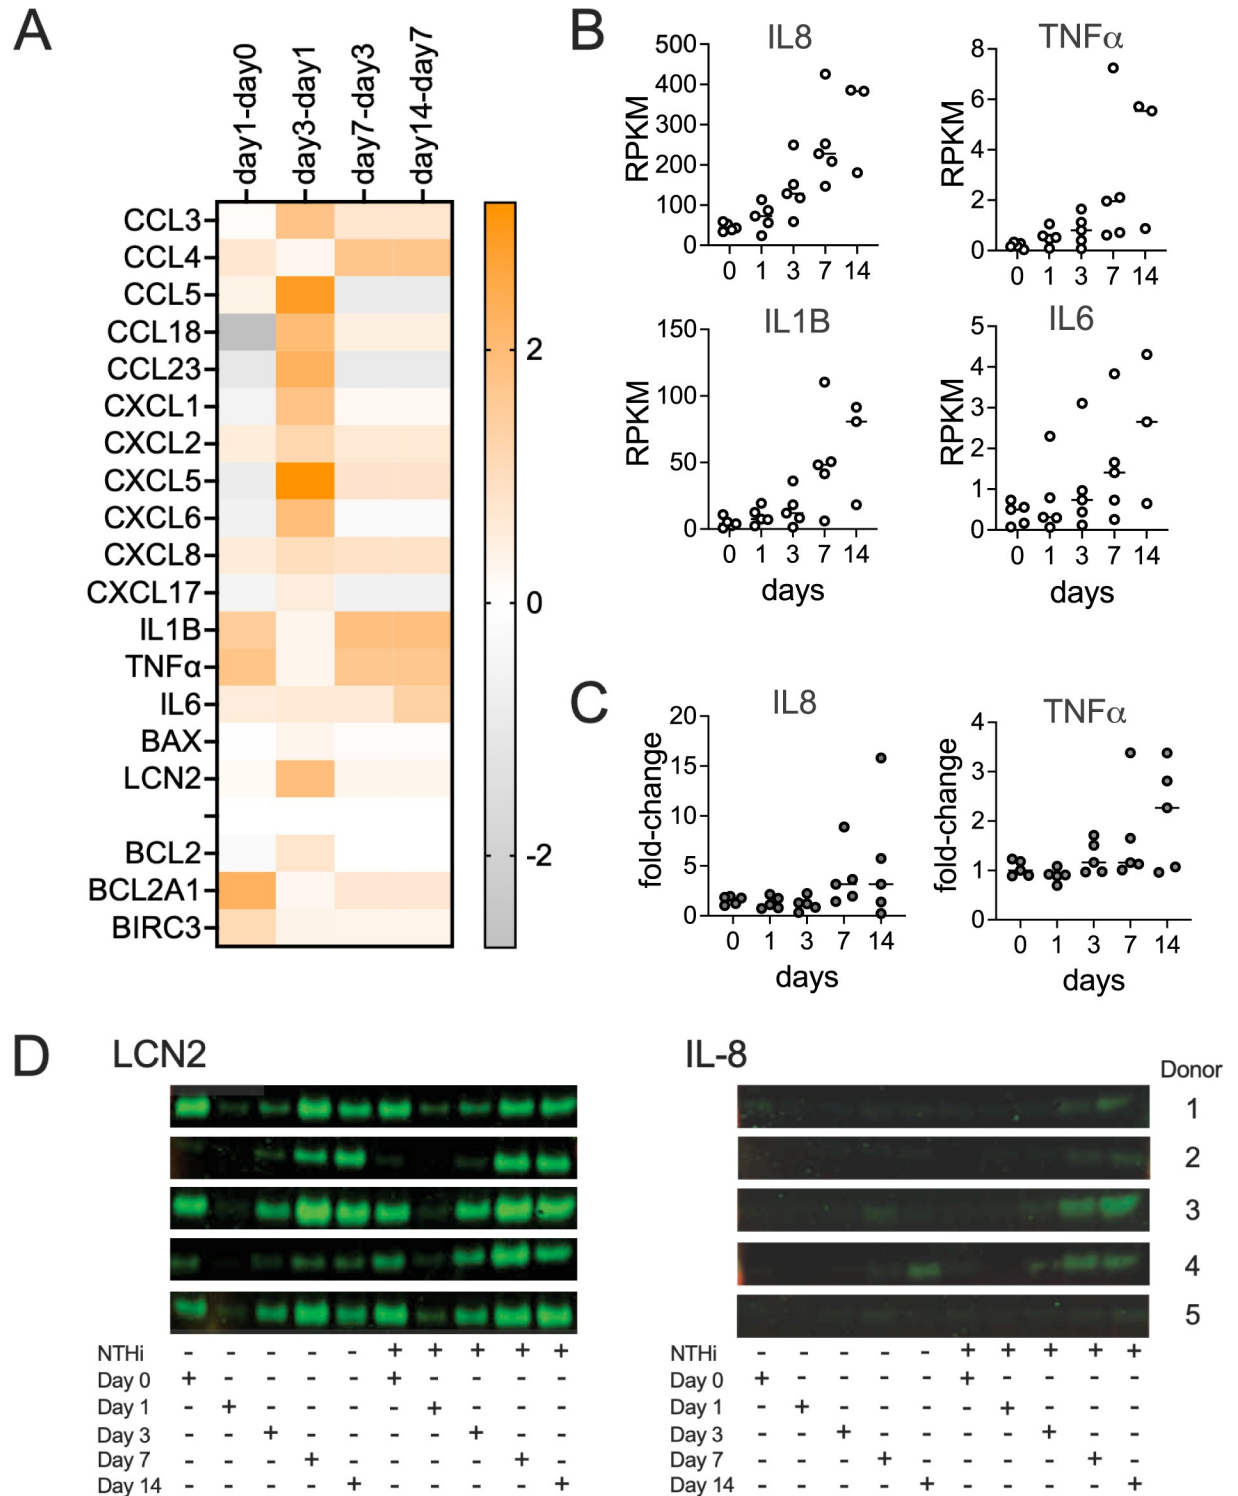 A
day1-day0
day3-day1
day7-day3
day14-day7
CCL3
CCL4
CCL5
CCL18
CCL23
CXCL1
CXCL2
CXCL5
CXCL6
CXCL8
CXCL17
IL1B
TNFα
IL6
BAX
LCN2
BCL2
BCL2A1
BIRC3
2
0
-2
B
IL8
RPKM
500
400
300
200
100
0
0 1 3 7 14
TNFα
RPKM
8
6
4
2
0
0 1 3 7 14
IL1B
RPKM
150
100
50
0
0 1 3 7 14
days
IL6
RPKM
5
4
3
2
1
0
0 1 3 7 14
days
C
IL8
fold-change
20
15
10
5
0
0 1 3 7 14
days
TNFα
fold-change
4
3
2
1
0
0 1 3 7 14
days
D
LCN2
NTHi - - - - - + + + + +
Day 0 + - - - - + - - - -
Day 1 - + - - - - + - - -
Day 3 - - + - - - - + - -
Day 7 - - - + - - - - + -
Day 14 - - - - + - - - - +
IL-8
Donor
1
2
3
4
5
NTHi - - - - - + + + + +
Day 0 + - - - - + - - - -
Day 1 - + - - - - + - - -
Day 3 - - + - - - - + - -
Day 7 - - - + - - - - + -
Day 14 - - - - + - - - - +